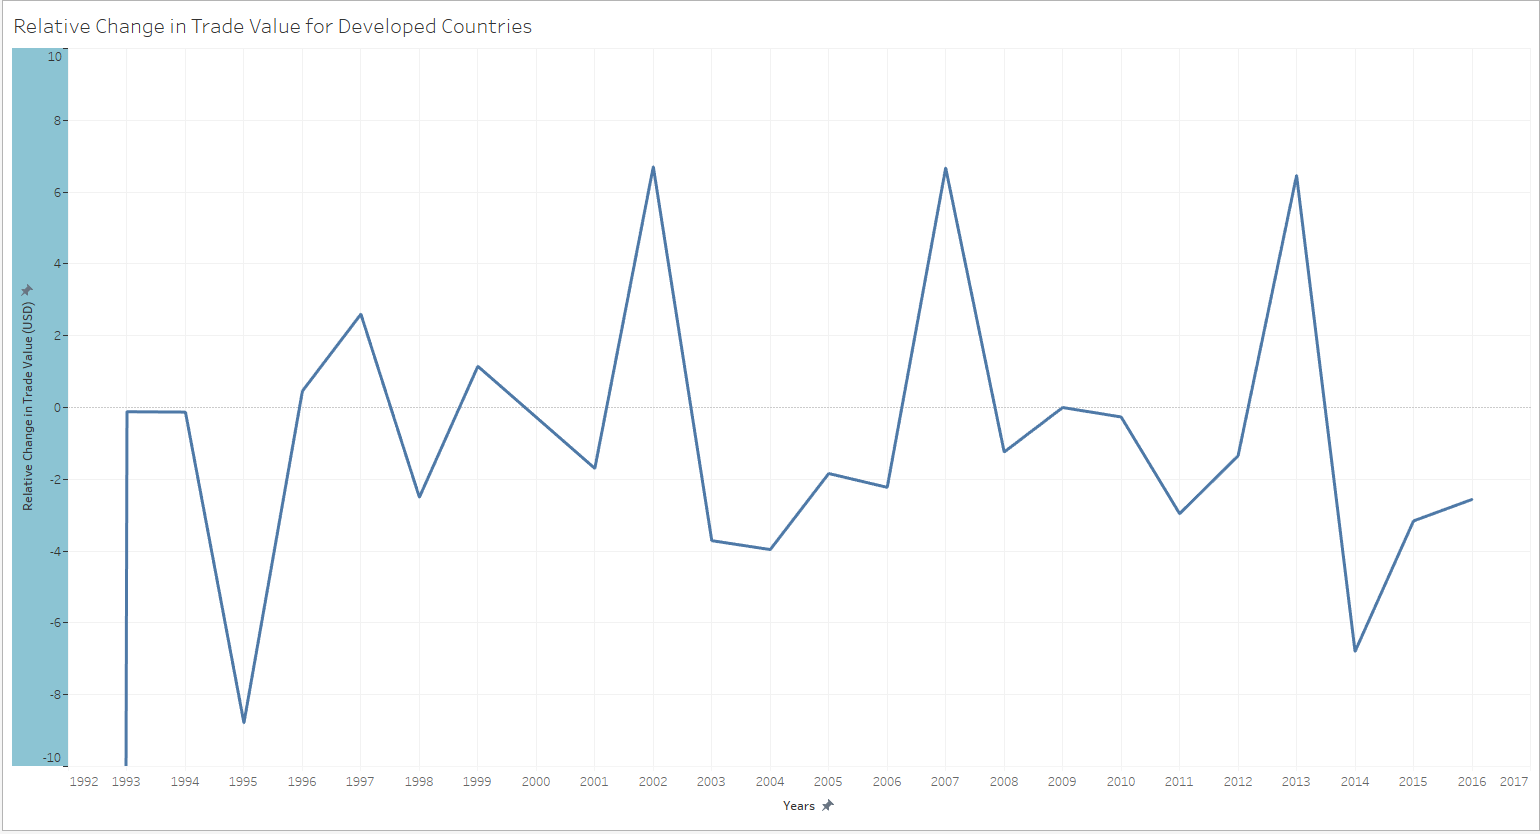 Relative Change in Trade Value for Developed Countries
10
8
6
4
2
0
-2
-4
-6
-8
-10
Relative Change in Trade Value (USD)
1992 1993 1994 1995 1996 1997 1998 1999 2000 2001 2002 2003 2004 2005 2006 2007 2008 2009 2010 2011 2012 2013 2014 2015 2016 2017
Years